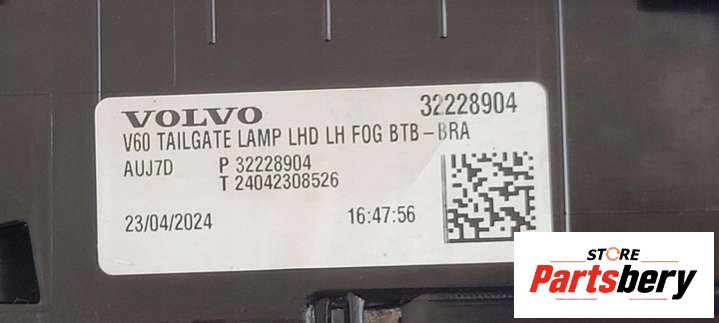 VOLVO 32228904
V60 TAILGATE LAMP LHD LH FOG BTB-BRA
AUJ7D P 32228904
T 24042308526
23/04/2024 16:47:56
STORE
Partsbery